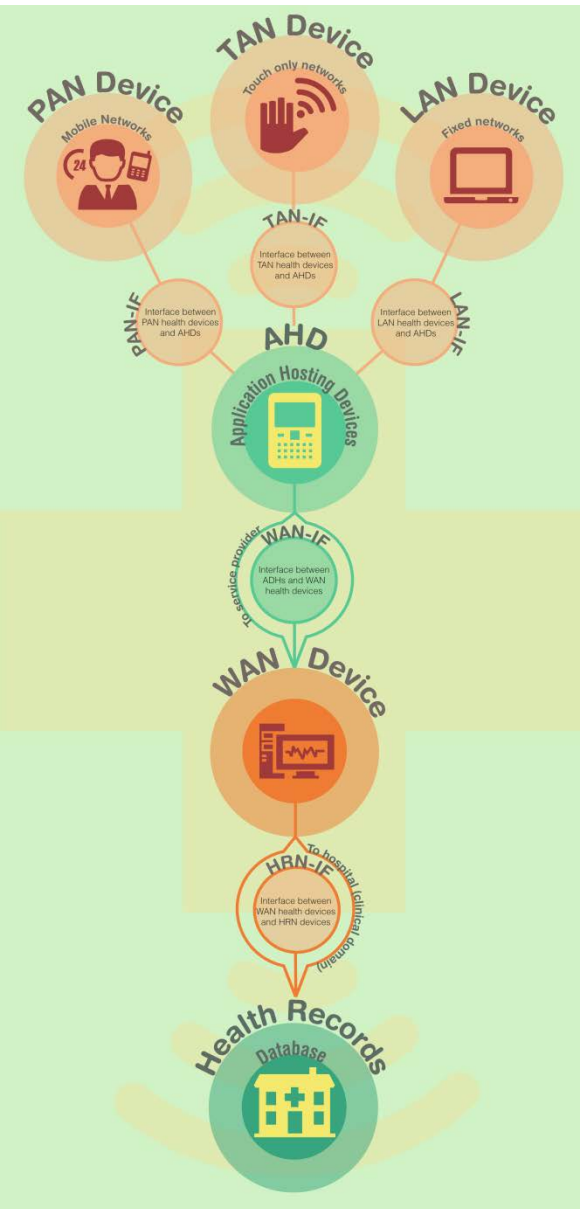 TAN Device
Touch only networks
PAN Device
Mobile Networks
24
LAN Device
Fixed networks
TAN-IF
Interface between
TAN health devices
and AHDs
PAN-IF
Interface between
PAN health devices
and AHDs
LAN-IF
Interface between
LAN health devices
and AHDs
AHD
Application Hosting Devices
To service provider
WAN-IF
Interface between
ADHs and WAN
health devices
WAN Device
To hospital (clinical domain)
HRN-IF
Interface between
WAN health devices
and HRN devices
Health Records
Database